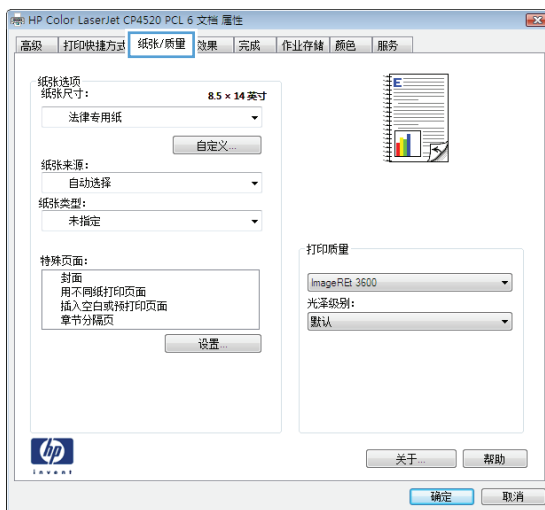 HP Color LaserJet CP4520 PCL 6 文档 属性
高级 打印快捷方式 纸张/质量 效果 完成 作业存储 颜色 服务
纸张选项
纸张尺寸: 8.5 × 14 英寸
法律专用纸
自定义...
纸张来源:
自动选择
纸张类型:
未指定
特殊页面:
封面
用不同纸打印页面
插入空白或预打印页面
章节分隔页
设置...
E
打印质量
ImageREt 3600
光泽级别:
默认
hp
invent
关于... 帮助
确定 取消